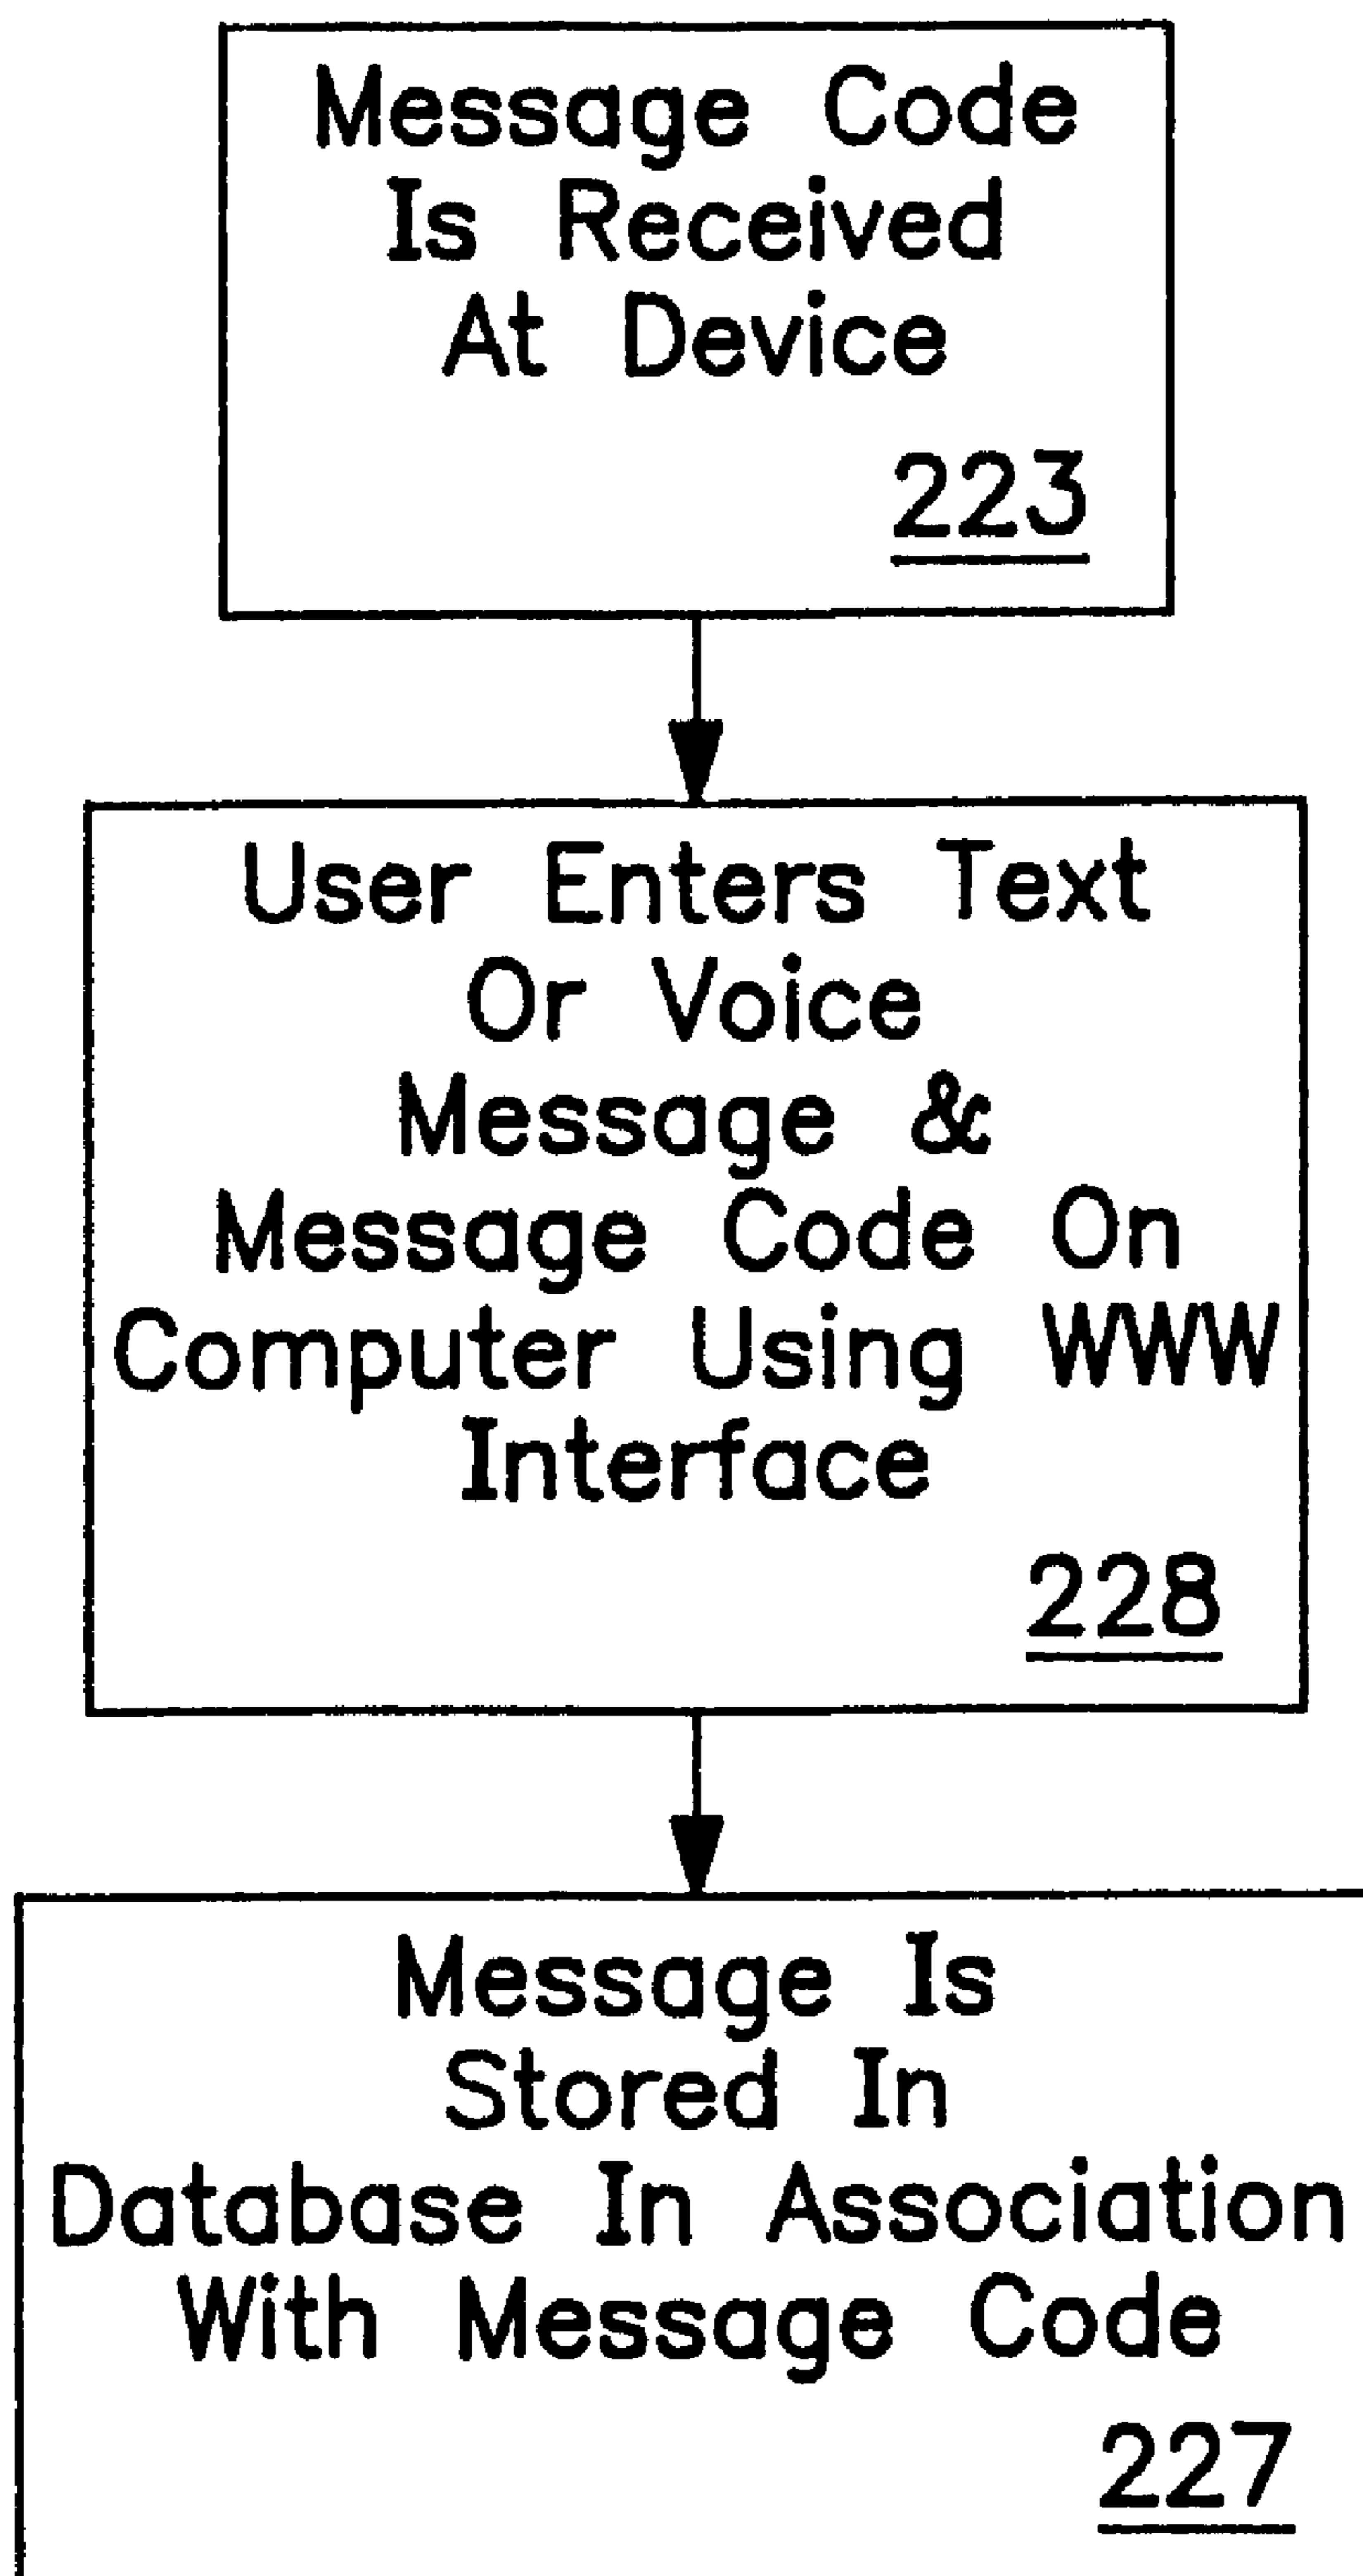 Message Code
Is Received
At Device
223
User Enters Text
Or Voice
Message &
Message Code On
Computer Using WWW
Interface
228
Message Is
Stored In
Database In Association
With Message Code
227